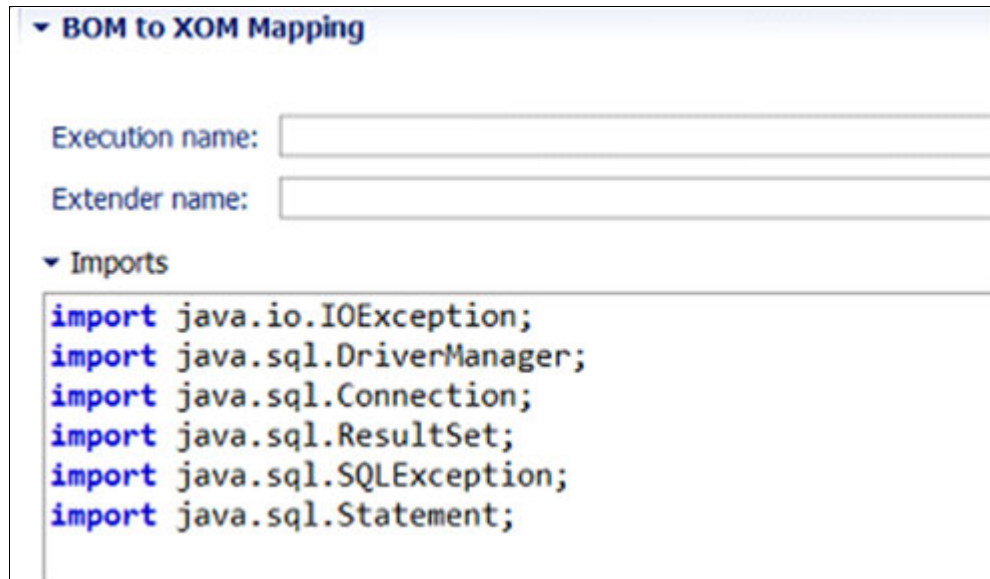 BOM to XOM Mapping
Execution name:
Extender name:
Imports
import java.io.IOException;
import java.sql.DriverManager;
import java.sql.Connection;
import java.sql.ResultSet;
import java.sql.SQLException;
import java.sql.Statement;